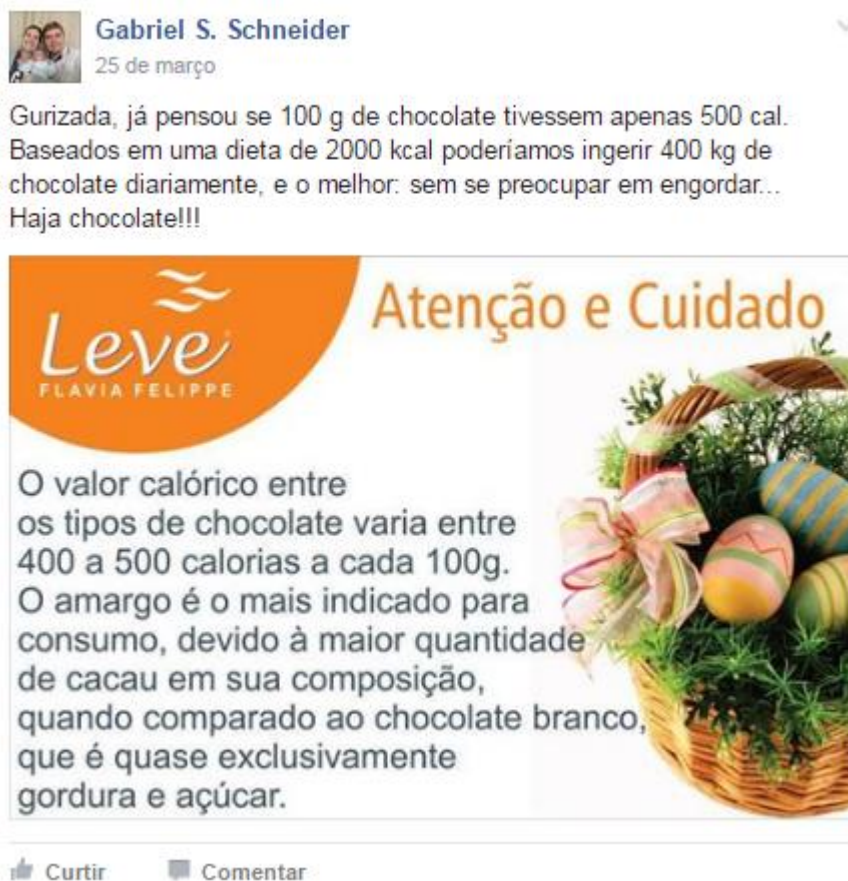 Gabriel S. Schneider
25 de março
Gurizada, já pensou se 100 g de chocolate tivessem apenas 500 cal.
Baseados em uma dieta de 2000 kcal poderíamos ingerir 400 kg de
chocolate diariamente, e o melhor: sem se preocupar em engordar...
Haja chocolate!!!
Leve
FLAVIA FELIPPE
Atenção e Cuidado
O valor calórico entre
os tipos de chocolate varia entre
400 a 500 calorias a cada 100g.
O amargo é o mais indicado para
consumo, devido à maior quantidade
de cacau em sua composição,
quando comparado ao chocolate branco,
que é quase exclusivamente
gordura e açúcar.
Curtir Comentar